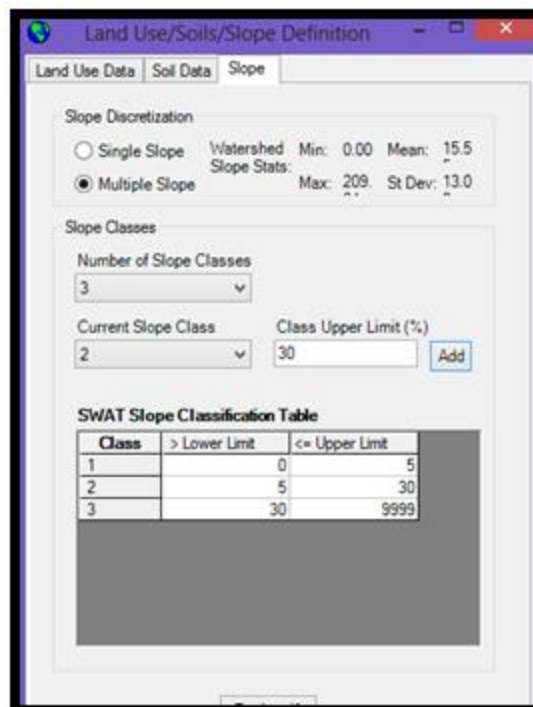 Land Use/Soils/Slope Definition
Land Use Data Soil Data Slope
Slope Discretization
Single Slope
Multiple Slope
Watershed Slope Stats:
Min: 0.00 Mean: 15.5
Max: 209. St Dev: 13.0
Slope Classes
Number of Slope Classes
3
Current Slope Class Class Upper Limit (%)
2 30 Add
SWAT Slope Classification Table
Class > Lower Limit <= Upper Limit
1 0 5
2 5 30
3 30 9999